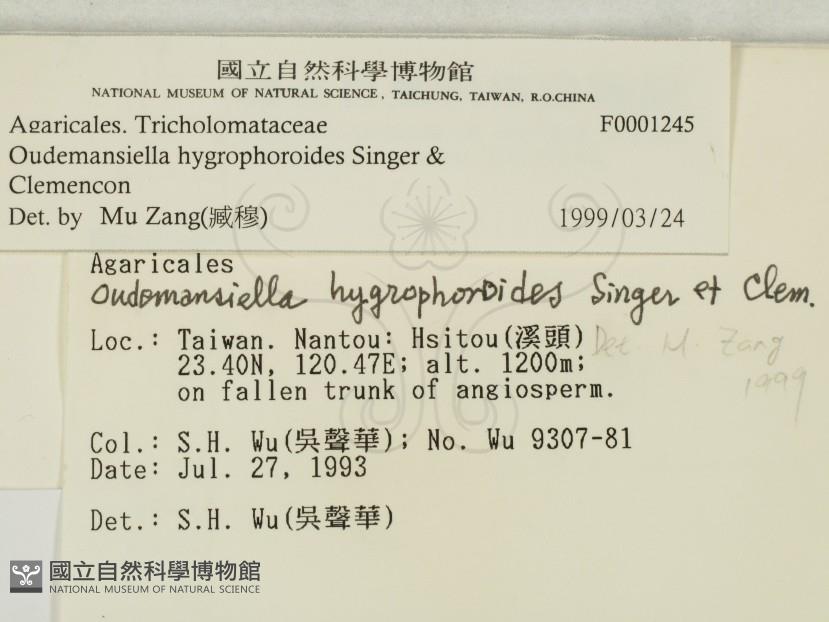 國立自然科學博物館
NATIONAL MUSEUM OF NATURAL SCIENCE, TAICHUNG, TAIWAN, R.O.CHINA
Agaricales. Tricholomataceae F0001245
Oudemansiella hygrophoroides Singer &
Clemencon
Det. by Mu Zang(臧穆) 1999/03/24
Agaricales
Oudemansiella hygrophoroides Singer et Clem.
Loc.: Taiwan. Nantou: Hsitou(溪頭) Det. M. Zang
23.40N, 120.47E; alt. 1200m; 1999
on fallen trunk of angiosperm.
Col.: S.H. Wu(吳聲華); No. Wu 9307-81
Date: Jul. 27, 1993
Det.: S.H. Wu(吳聲華)
國立自然科學博物館
NATIONAL MUSEUM OF NATURAL SCIENCE